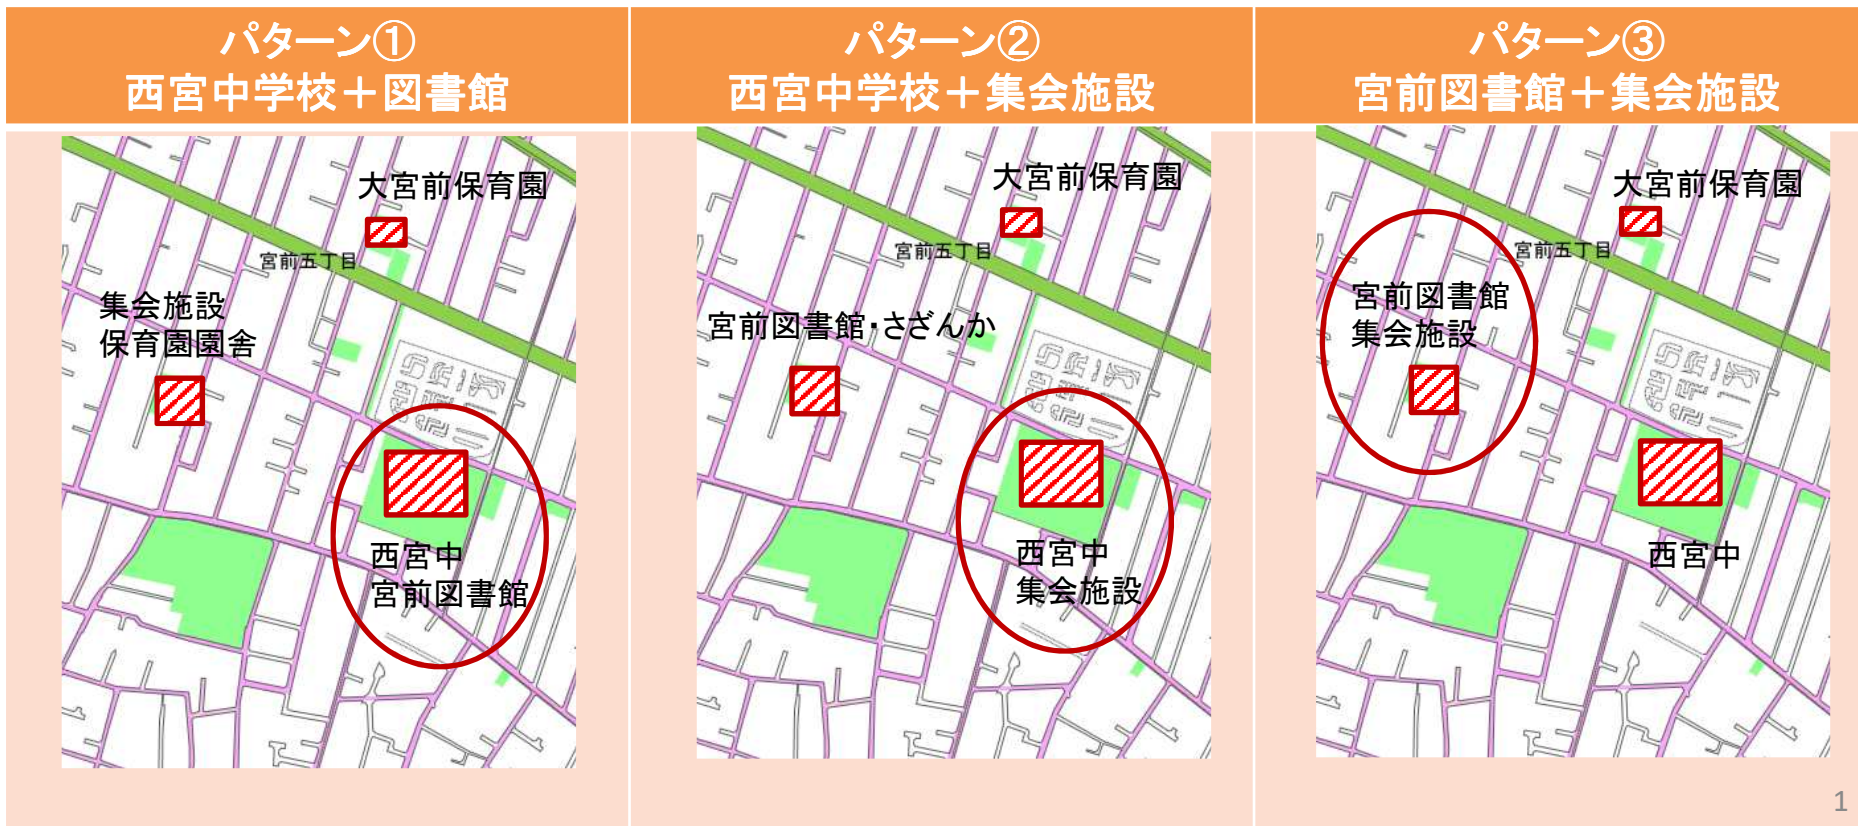 パターン①
西宮中学校＋図書館
パターン②
西宮中学校＋集会施設
パターン③
宮前図書館＋集会施設
大宮前保育園
宮前五丁目
集会施設
保育園園舎
西宮中
宮前図書館
大宮前保育園
宮前五丁目
宮前図書館・さざんか
西宮中
集会施設
大宮前保育園
宮前五丁目
宮前図書館
集会施設
西宮中
1